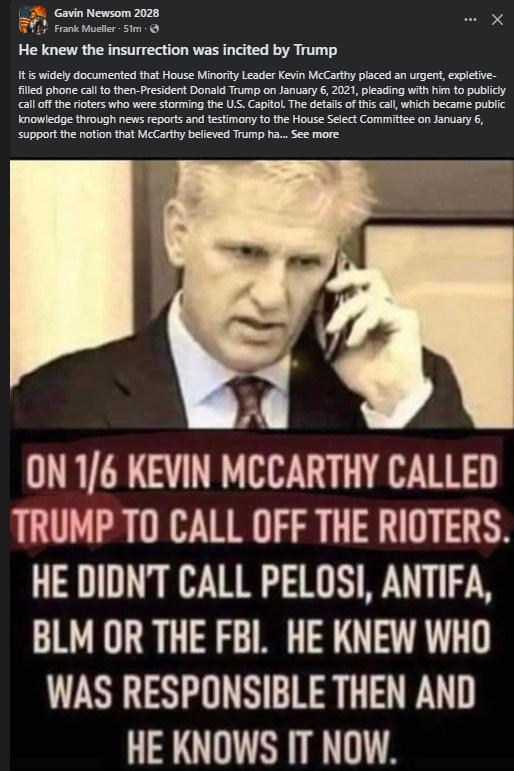 Gavin Newsom 2028
Frank Mueller · 51m ·
He knew the insurrection was incited by Trump
It is widely documented that House Minority Leader Kevin McCarthy placed an urgent, expletive-
filled phone call to then-President Donald Trump on January 6, 2021, pleading with him to publicly
call off the rioters who were storming the U.S. Capitol. The details of this call, which became public
knowledge through news reports and testimony to the House Select Committee on January 6,
support the notion that McCarthy believed Trump ha... See more
ON 1/6 KEVIN MCCARTHY CALLED
TRUMP TO CALL OFF THE RIOTERS.
HE DIDN'T CALL PELOSI, ANTIFA,
BLM OR THE FBI. HE KNEW WHO
WAS RESPONSIBLE THEN AND
HE KNOWS IT NOW.